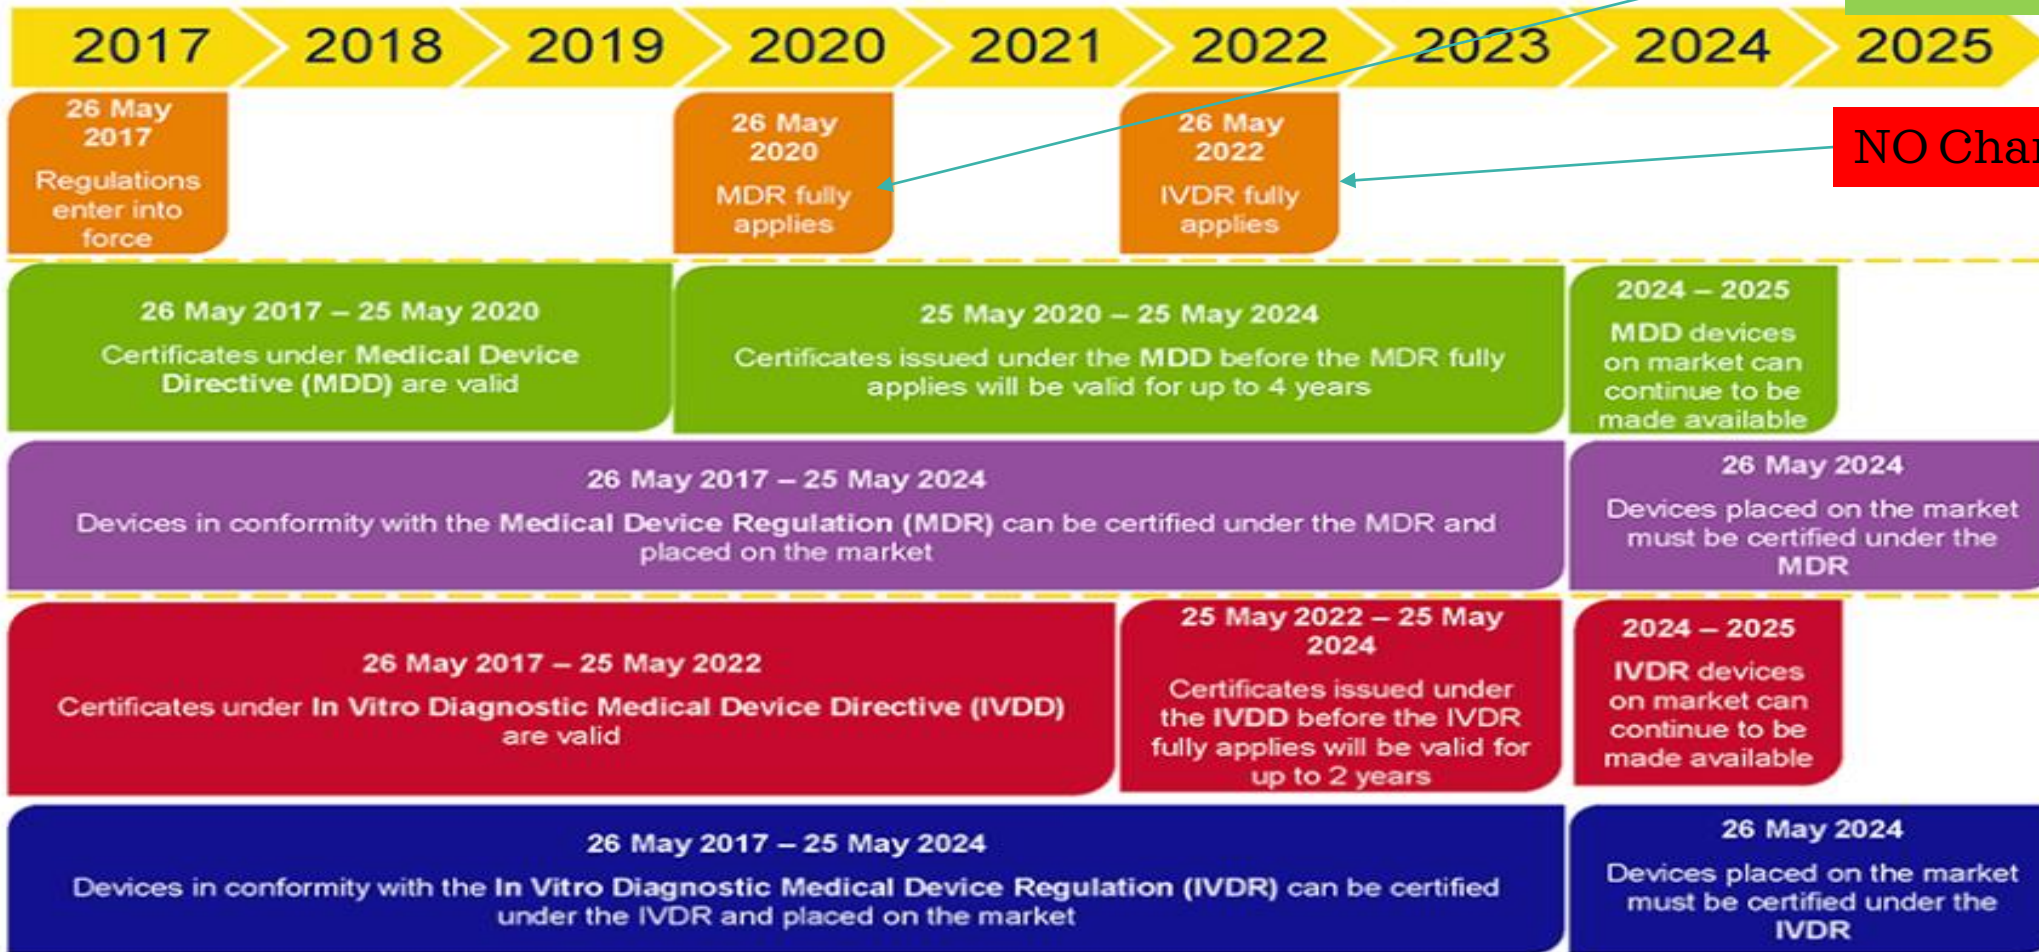 2017 2018 2019 2020 2021 2022 2023 2024 2025
26 May
2017
Regulations
enter into
force
26 May
2020
MDR fully
applies
26 May
2022
IVDR fully
applies
NO
26 May 2017 – 25 May 2020
Certificates under Medical Device
Directive (MDD) are valid
25 May 2020 – 25 May 2024
Certificates issued under the MDD before the MDR fully
applies will be valid for up to 4 years
2024 – 2025
MDD devices
on market can
continue to be
made available
26 May 2017 – 25 May 2024
Devices in conformity with the Medical Device Regulation (MDR) can be certified under the MDR and
placed on the market
26 May 2024
Devices placed on the market
must be certified under the
MDR
26 May 2017 – 25 May 2022
Certificates under In Vitro Diagnostic Medical Device Directive (IVDD)
are valid
25 May 2022 – 25 May
2024
Certificates issued under
the IVDD before the IVDR
fully applies will be valid for
up to 2 years
2024 – 2025
IVDR devices
on market can
continue to be
made available
26 May 2017 – 25 May 2024
Devices in conformity with the In Vitro Diagnostic Medical Device Regulation (IVDR) can be certified
under the IVDR and placed on the market
26 May 2024
Devices placed on the market
must be certified under the
IVDR